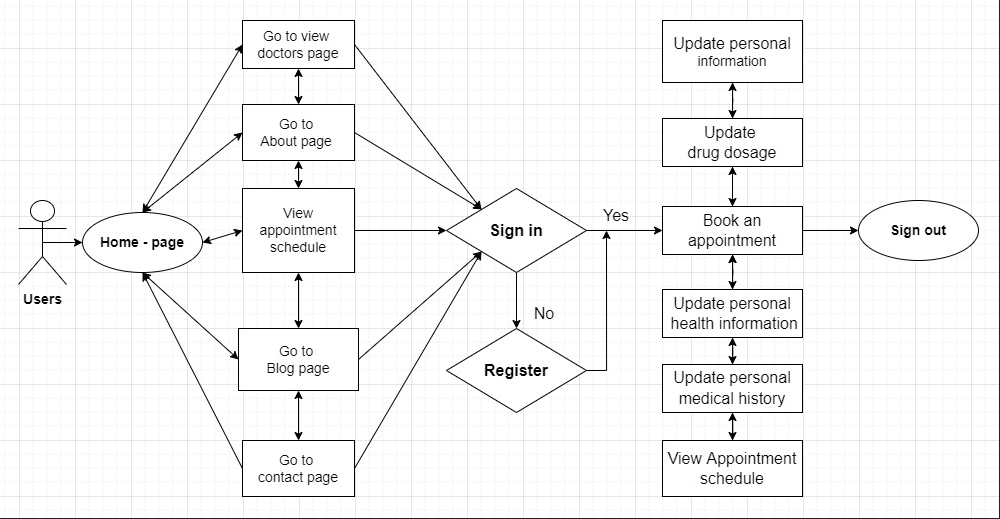 Users
Home - page
Go to view
doctors page
Go to
About page
View
appointment
schedule
Go to
Blog page
Go to
contact page
Sign in
Yes
No
Register
Update personal
information
Update
drug dosage
Book an
appointment
Update personal
health information
Update personal
medical history
View Appointment
schedule
Sign out